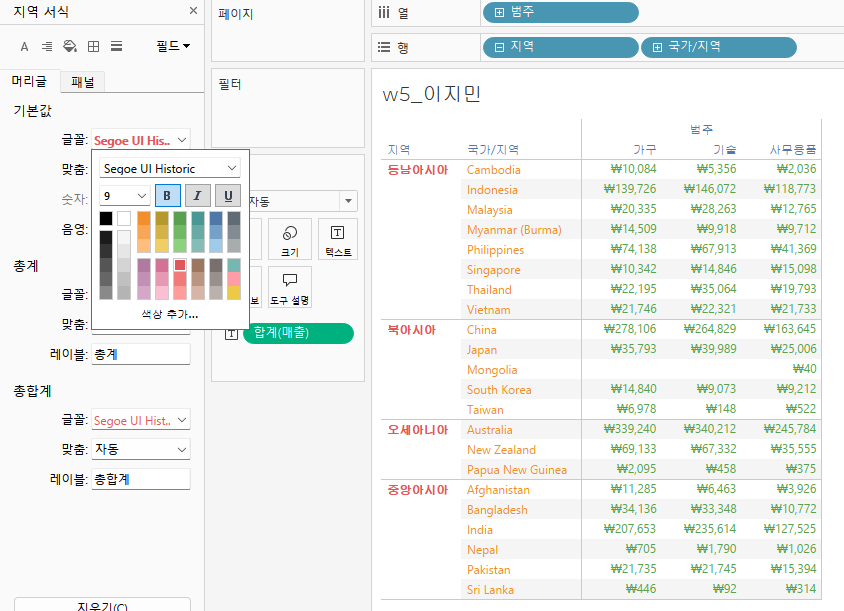 지역 서식
필드
머리글 패널
기본값
글꼴: Segoe UI His..
맞춤: Segoe UI Historic
숫자: 9 B I U
음영:
색상 추가...
총계
글꼴:
맞춤:
레이블: 총계
총합계
글꼴: Segoe UI Hist..
맞춤: 자동
레이블: 총합계
지우기(C)
페이지
필터
자동
크기 텍스트
보 도구 설명
합계(매출)
열 범주
행 지역 국가/지역
w5_이지민
범주
지역 국가/지역 가구 기술 사무용품
동남아시아 Cambodia ₩10,084 ₩5,356 ₩2,036
Indonesia ₩139,726 ₩146,072 ₩118,773
Malaysia ₩20,335 ₩28,263 ₩12,765
Myanmar (Burma) ₩14,509 ₩9,918 ₩9,712
Philippines ₩74,138 ₩67,913 ₩41,369
Singapore ₩10,342 ₩14,846 ₩15,098
Thailand ₩22,195 ₩35,064 ₩19,793
Vietnam ₩21,746 ₩22,321 ₩21,733
북아시아 China ₩278,106 ₩264,829 ₩163,645
Japan ₩35,793 ₩39,989 ₩25,006
Mongolia ₩40
South Korea ₩14,840 ₩9,073 ₩9,212
Taiwan ₩6,978 ₩148 ₩522
오세아니아 Australia ₩339,240 ₩340,212 ₩245,784
New Zealand ₩69,133 ₩67,332 ₩35,555
Papua New Guinea ₩2,095 ₩458 ₩375
중앙아시아 Afghanistan ₩11,285 ₩6,463 ₩3,926
Bangladesh ₩34,136 ₩33,348 ₩10,772
India ₩207,653 ₩235,614 ₩127,525
Nepal ₩705 ₩1,790 ₩1,026
Pakistan ₩21,735 ₩21,745 ₩15,394
Sri Lanka ₩446 ₩92 ₩314